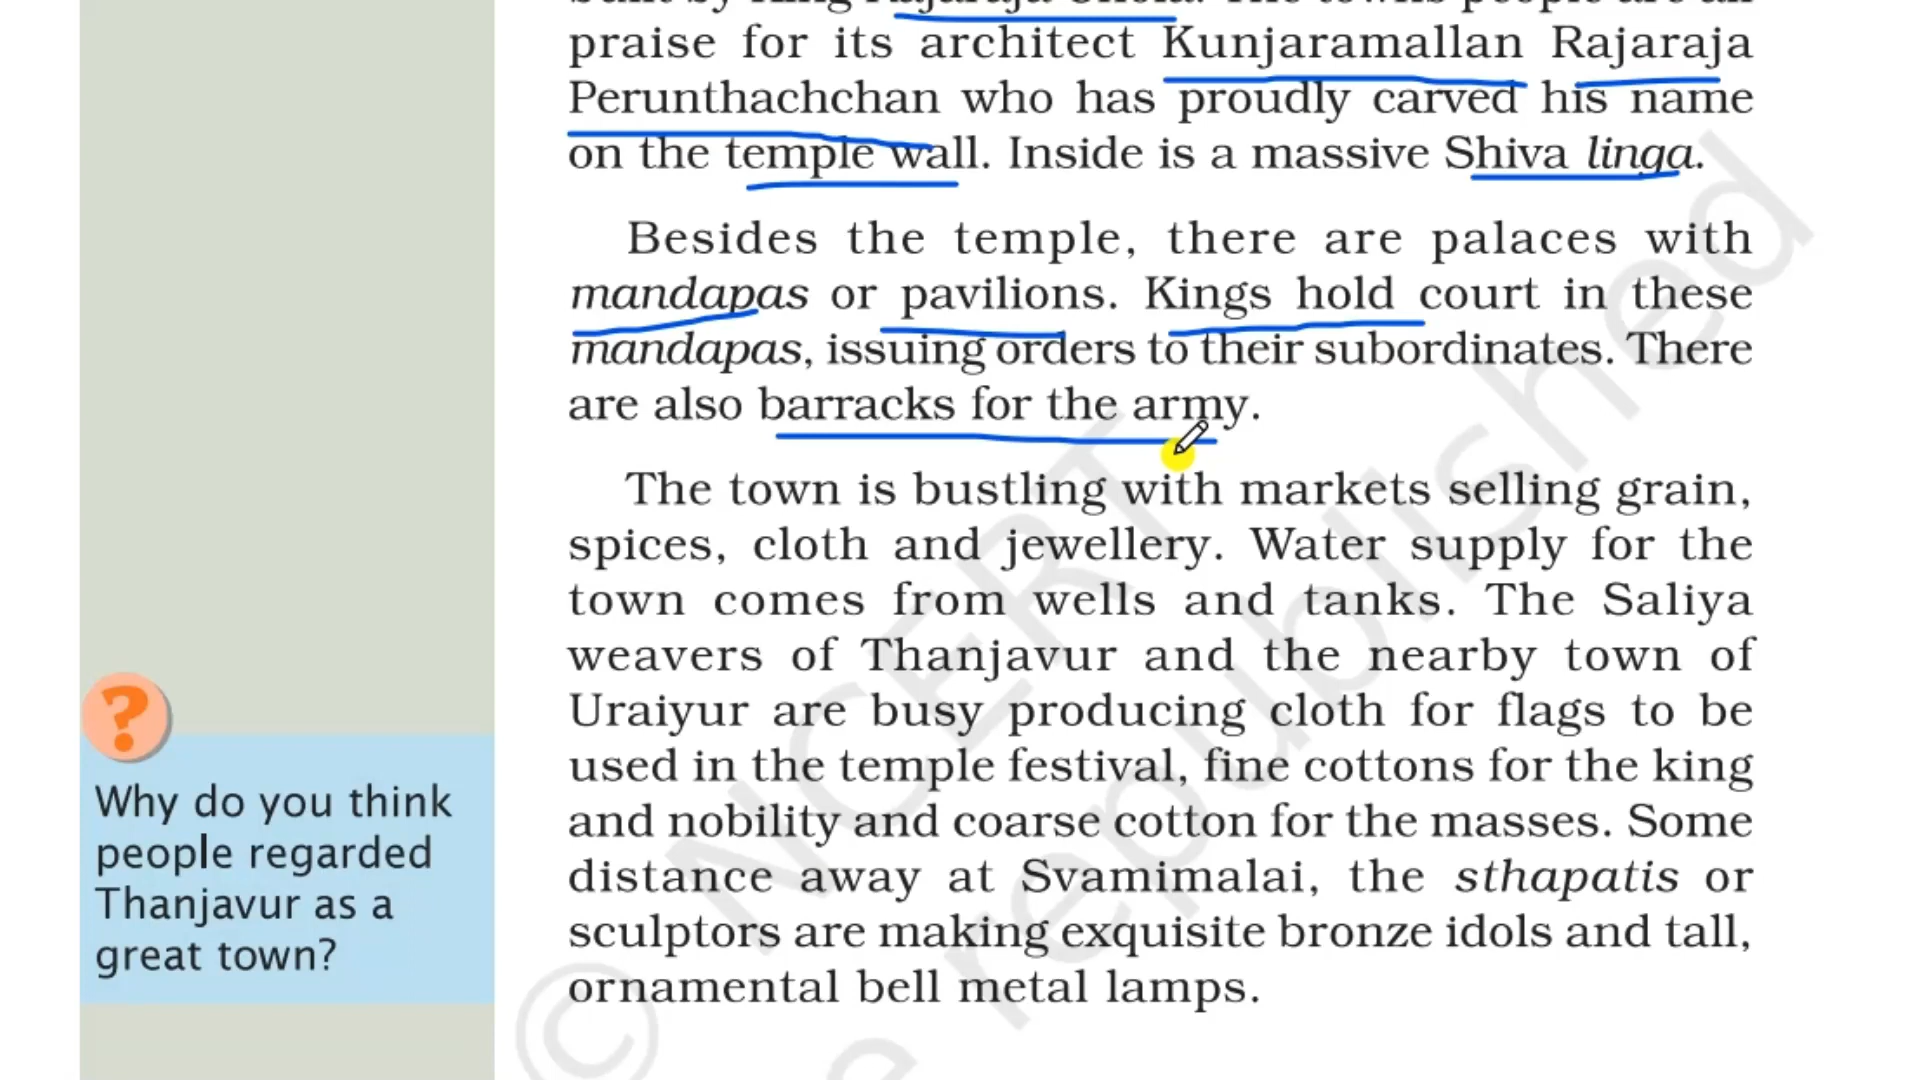 praise for its architect Kunjaramallan Rajaraja
Perunthachchan who has proudly carved his name
on the temple wall. Inside is a massive Shiva linga.
Besides the temple, there are palaces with
mandapas or pavilions. Kings hold court in these
mandapas, issuing orders to their subordinates. There
are also barracks for the army.
The town is bustling with markets selling grain,
spices, cloth and jewellery. Water supply for the
town comes from wells and tanks. The Saliya
weavers of Thanjavur and the nearby town of
Uraiyur are busy producing cloth for flags to be
used in the temple festival, fine cottons for the king
and nobility and coarse cotton for the masses. Some
distance away at Svamimalai, the sthapatis or
sculptors are making exquisite bronze idols and tall,
ornamental bell metal lamps.
?
Why do you think
people regarded
Thanjavur as a
great town?
© NCERT
republished